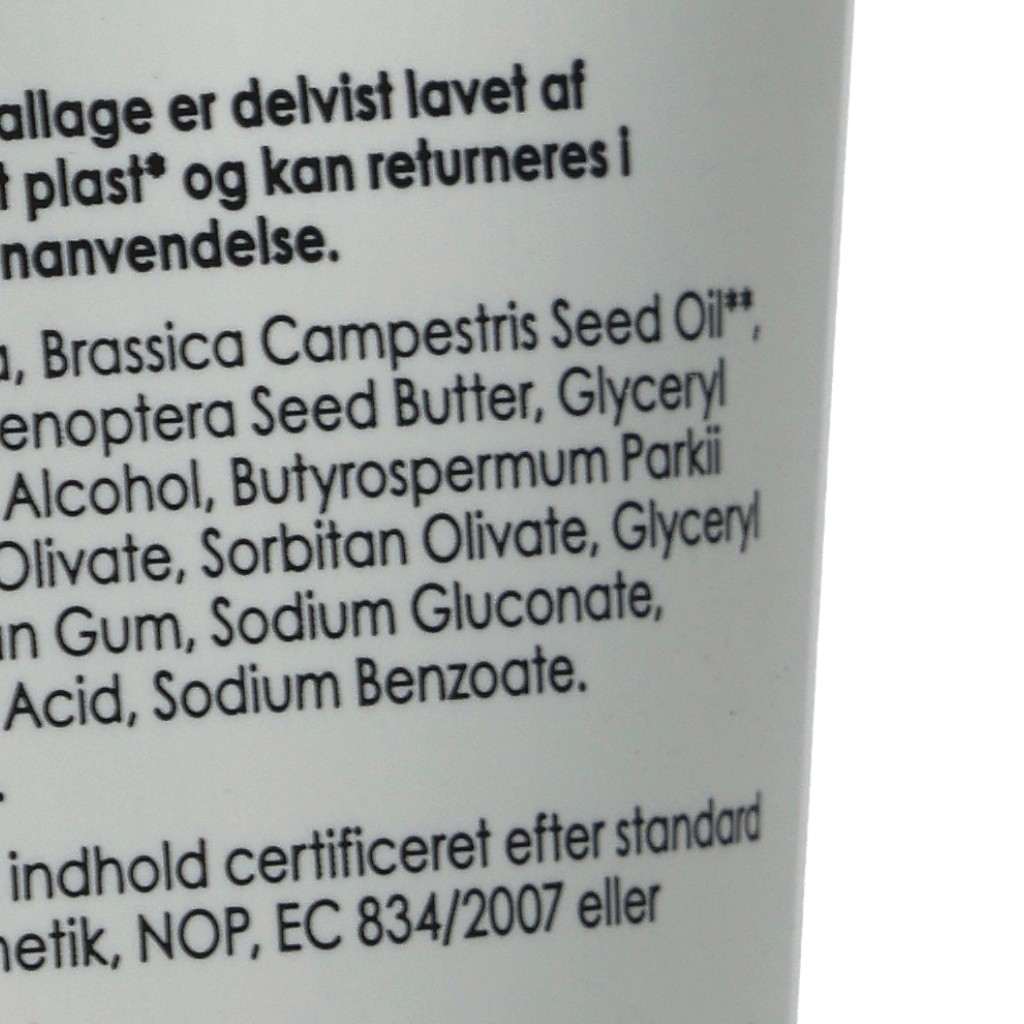 allage er delvist lavet af
t plast* og kan returneres i
nanvendelse.
a, Brassica Campestris Seed Oil**,
enoptera Seed Butter, Glyceryl
Alcohol, Butyrospermum Parkii
Olivate, Sorbitan Olivate, Glyceryl
an Gum, Sodium Gluconate,
Acid, Sodium Benzoate.
.
indhold certificeret efter standard
netik, NOP, EC 834/2007 eller